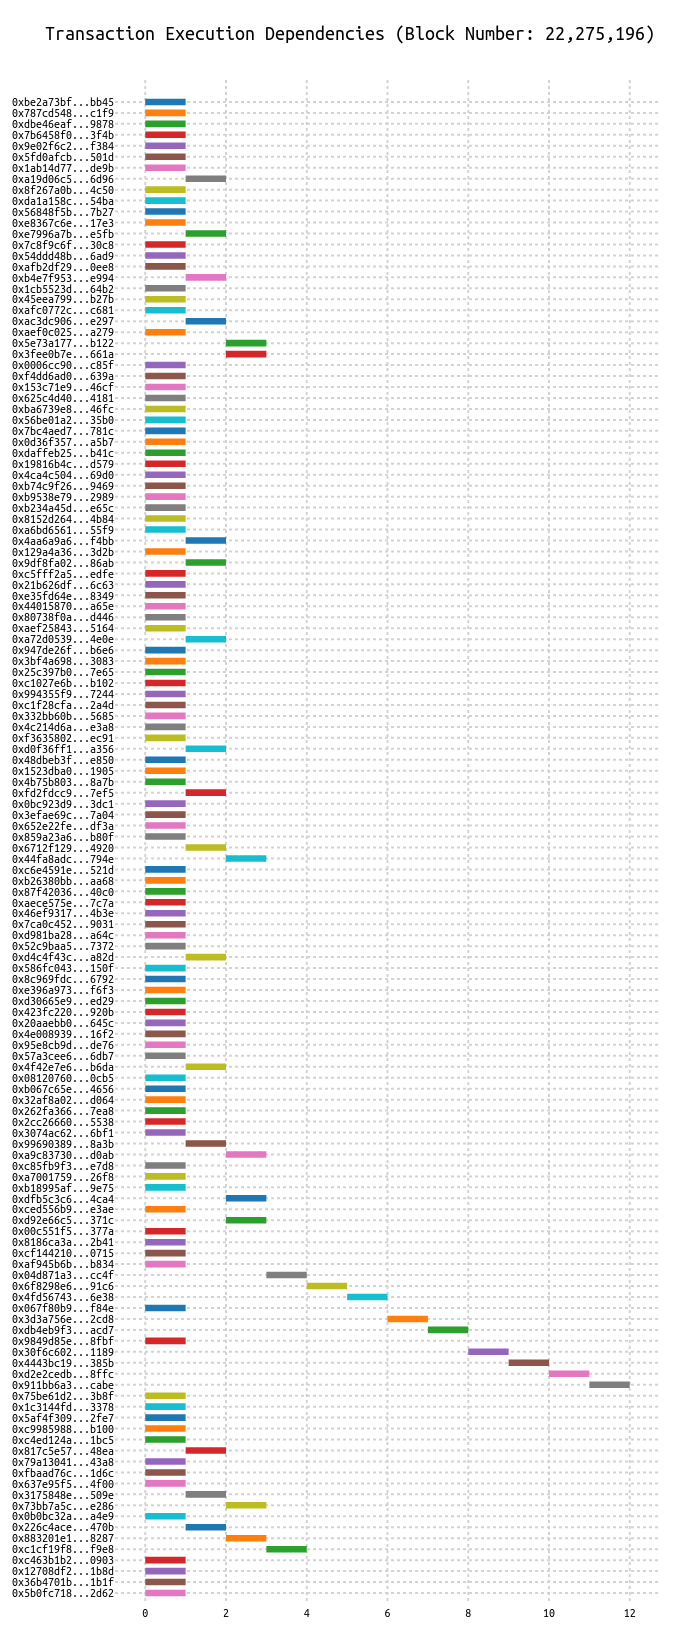 Transaction Execution Dependencies (Block Number: 22,275,196)
0xbe2a73bf...bb45
0x787cd548...c1f9
0xdbe46eaf...9878
0x7b6458f0...3f4b
0x9e02f6c2...f384
0x5fd0afcb...501d
0x1ab14d77...de9b
0xa19d06c5...6d96
0x8f267a0b...4c50
0xda1a158c...54ba
0x56848f5b...7b27
0xe8367c6e...17e3
0xe7996a7b...e5fb
0x7c8f9c6f...30c8
0x54ddd48b...6ad9
0xafb2df29...0ee8
0xb4e7f953...e994
0x1cb5523d...64b2
0x45eea799...b27b
0xafc0772c...c681
0xac3dc906...e297
0xaef0c025...a279
0x5e73a177...b122
0x3fee0b7e...661a
0x0006cc90...c85f
0xf4dd6ad0...639a
0x153c71e9...46cf
0x625c4d40...4181
0xba6739e8...46fc
0x56be01a2...35b0
0x7bc4aed7...781c
0x0d36f357...a5b7
0xdaffeb25...b41c
0x19816b4c...d579
0x4ca4c504...69d0
0xb74c9f26...9469
0xb9538e79...2989
0xb234a45d...e65c
0x8152d264...4b84
0xa6bd6561...55f9
0x4aa6a9a6...f4bb
0x129a4a36...3d2b
0x9df8fa02...86ab
0xc5fff2a5...edfe
0x21b626df...6c63
0xe35fd64e...8349
0x44015870...a65e
0x80738f0a...d446
0xaef25843...5164
0xa72d0539...4e0e
0x947de26f...b6e6
0x3bf4a698...3083
0x25c397b0...7e65
0xc1027e6b...b102
0x994355f9...7244
0xc1f28cfa...2a4d
0x332bb60b...5685
0x4c214d6a...e3a8
0xf3635802...ec91
0xd0f36ff1...a356
0x48dbeb3f...e850
0x1523dba0...1905
0x4b75b803...8a7b
0xfd2fdcc9...7ef5
0x0bc923d9...3dc1
0x3efae69c...7a04
0x652e22fe...df3a
0x859a23a6...b80f
0x6712f129...4920
0x44fa8adc...794e
0xc6e4591e...521d
0xb26380bb...aa68
0x87f42036...40c0
0xaece575e...7c7a
0x46ef9317...4b3e
0x7ca0c452...9031
0xd981ba28...a64c
0x52c9baa5...7372
0xd4c4f43c...a82d
0x586fc043...150f
0x8c969fdc...6792
0xe396a973...f6f3
0xd30665e9...ed29
0x423fc220...920b
0x20aaebb0...645c
0x4e008939...16f2
0x95e8cb9d...de76
0x57a3cee6...6db7
0x4f42e7e6...b6da
0x08120760...0cb5
0xb067c65e...4656
0x32af8a02...d064
0x262fa366...7ea8
0x2cc26660...5538
0x3074ac62...6bf1
0x99690389...8a3b
0xa9c83730...d0ab
0xc85fb9f3...e7d8
0xa7001759...26f8
0xb18995af...9e75
0xdfb5c3c6...4ca4
0xced556b9...e3ae
0xd92e66c5...371c
0x00c551f5...377a
0x8186ca3a...2b41
0xcf144210...0715
0xaf945b6b...b834
0x04d871a3...cc4f
0x6f8298e6...91c6
0x4fd56743...6e38
0x067f80b9...f84e
0x3d3a756e...2cd8
0xdb4eb9f3...acd7
0x9849d85e...8fbf
0x30f6c602...1189
0x4443bc19...385b
0xd2e2cedb...8ffc
0x911bb6a3...cabe
0x75be61d2...3b8f
0x1c3144fd...3378
0x5af4f309...2fe7
0xc9985988...b100
0xc4ed124a...1bc5
0x817c5e57...48ea
0x79a13041...43a8
0xfbaad76c...1d6c
0x637e95f5...4f00
0x3175848e...509e
0x73bb7a5c...e286
0x0b0bc32a...a4e9
0x226c4ace...470b
0x883201e1...8287
0xc1cf19f8...f9e8
0xc463b1b2...0903
0x12708df2...1b8d
0x36b4701b...1b1f
0x5b0fc718...2d62
0 2 4 6 8 10 12